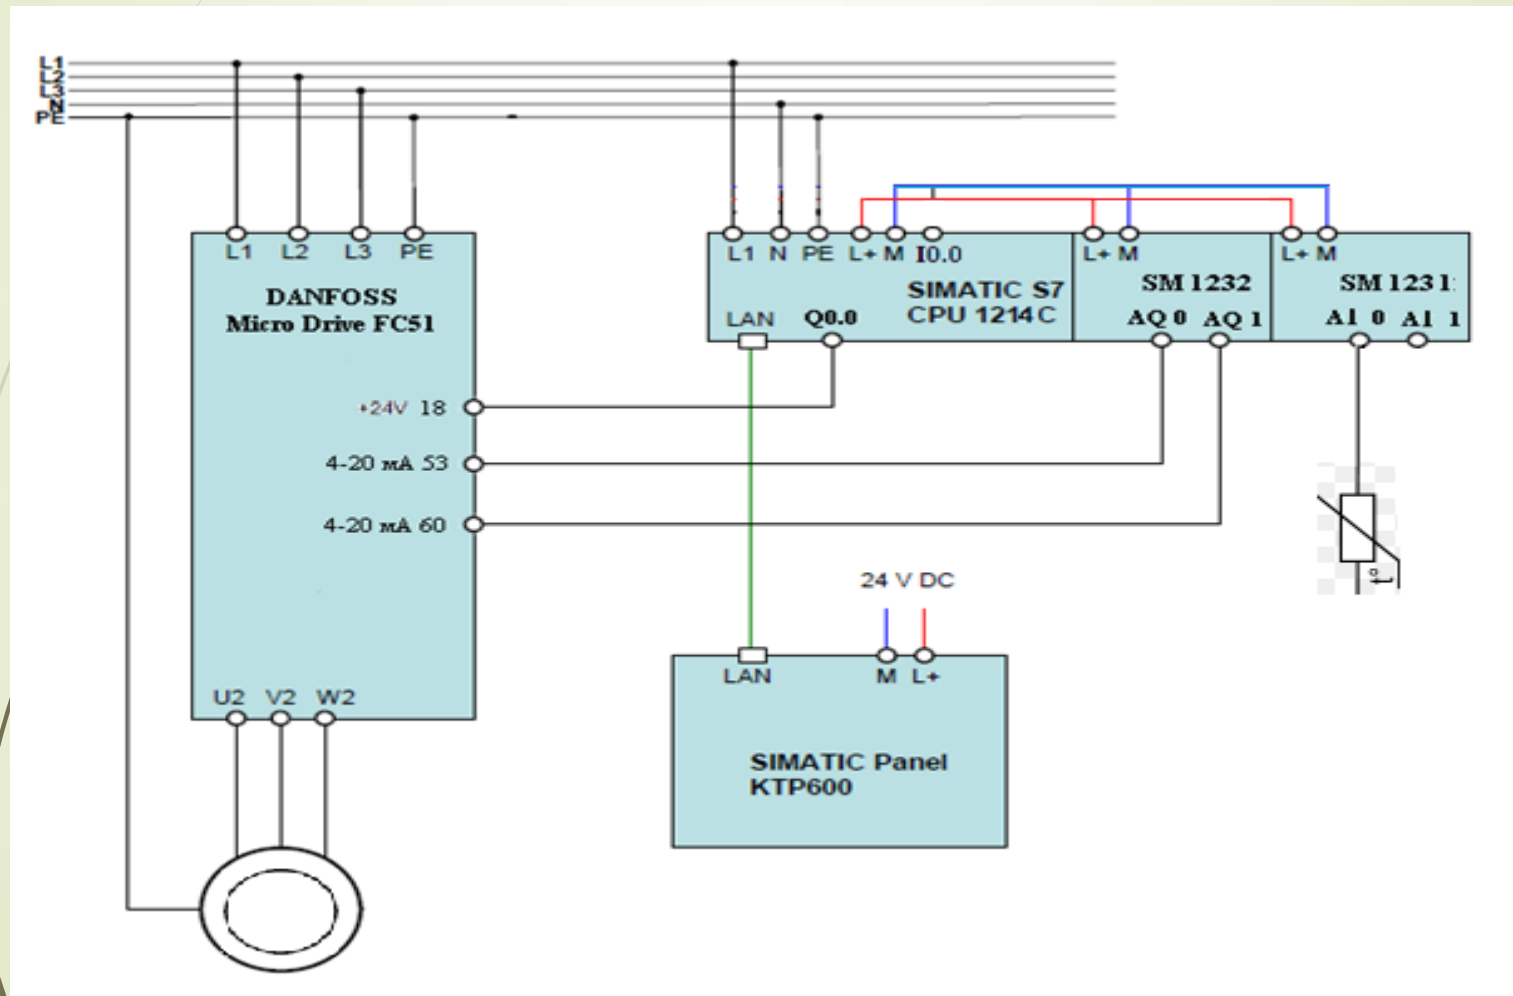 L1
L2
L3
N
PE
L1 L2 L3 PE
DANFOSS
Micro Drive FC51
+24V 18
4-20 мА 53
4-20 мА 60
U2 V2 W2
L1 N PE L+ M I0.0
SIMATIC S7
CPU 1214C
LAN Q0.0
L+ M
SM 1232
AQ 0 AQ 1
L+ M
SM 1231
AI 0 AI 1
t°
24 V DC
LAN M L+
SIMATIC Panel
KTP600